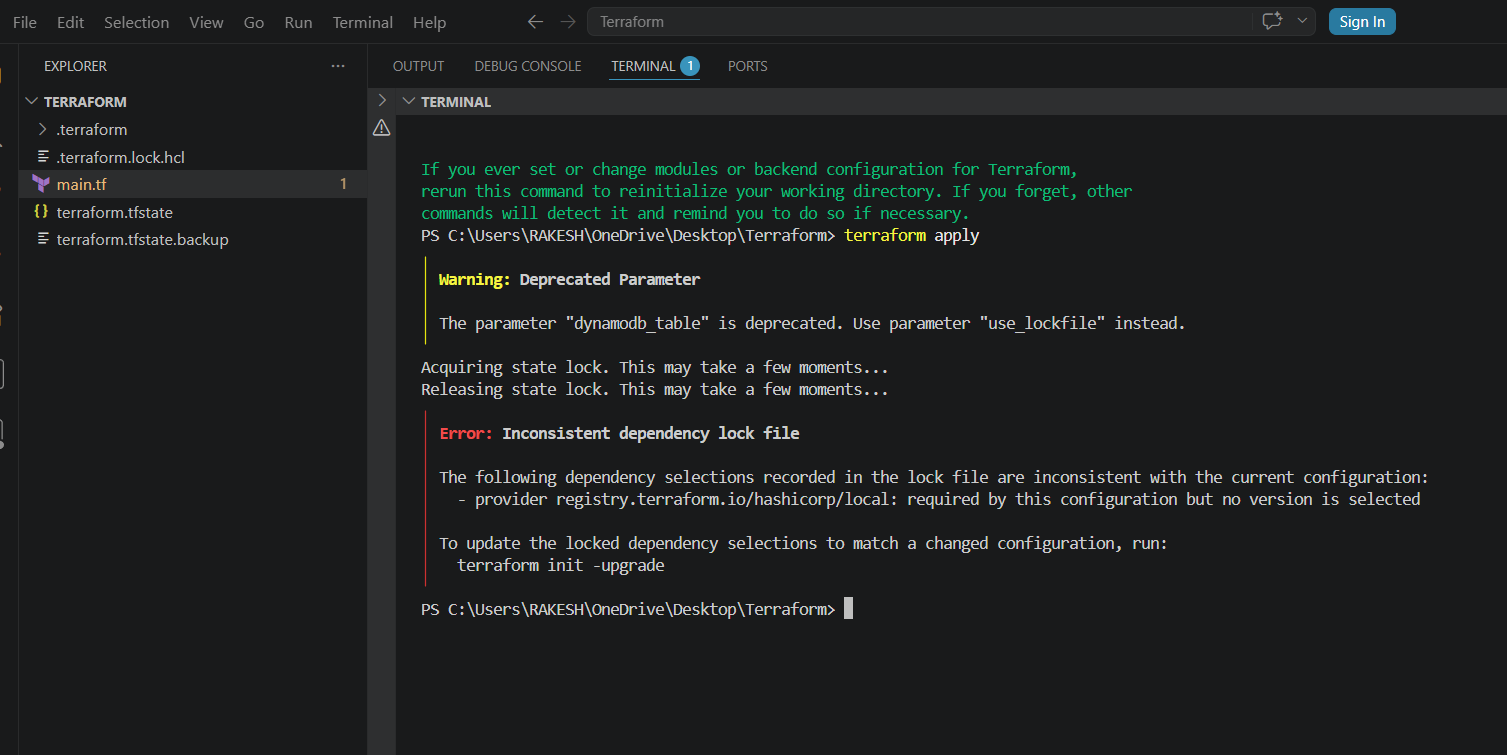 File Edit Selection View Go Run Terminal Help
Terraform
Sign In
EXPLORER
TERRAFORM
.terraform
.terraform.lock.hcl
main.tf 1
terraform.tfstate
terraform.tfstate.backup
OUTPUT DEBUG CONSOLE TERMINAL 1 PORTS
TERMINAL
If you ever set or change modules or backend configuration for Terraform,
rerun this command to reinitialize your working directory. If you forget, other
commands will detect it and remind you to do so if necessary.
PS C:\Users\RAKESH\OneDrive\Desktop\Terraform> terraform apply
Warning: Deprecated Parameter
The parameter "dynamodb_table" is deprecated. Use parameter "use_lockfile" instead.
Acquiring state lock. This may take a few moments...
Releasing state lock. This may take a few moments...
Error: Inconsistent dependency lock file
The following dependency selections recorded in the lock file are inconsistent with the current configuration:
- provider registry.terraform.io/hashicorp/local: required by this configuration but no version is selected
To update the locked dependency selections to match a changed configuration, run:
terraform init -upgrade
PS C:\Users\RAKESH\OneDrive\Desktop\Terraform>